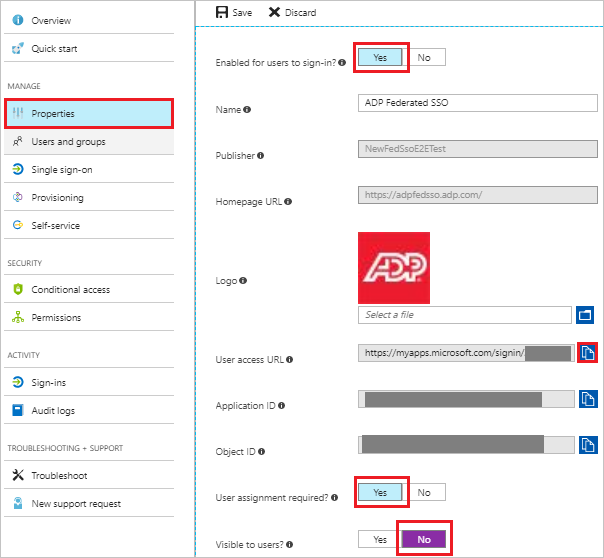 Overview
Quick start
MANAGE
Properties
Users and groups
Single sign-on
Provisioning
Self-service
SECURITY
Conditional access
Permissions
ACTIVITY
Sign-ins
Audit logs
TROUBLESHOOTING + SUPPORT
Troubleshoot
New support request
Save Discard
Enabled for users to sign-in? Yes No
Name ADP Federated SSO
Publisher NewFedSsoE2ETest
Homepage URL https://adpfedsso.adp.com/
Logo ADP
Select a file
User access URL https://myapps.microsoft.com/signin/
Application ID
Object ID
User assignment required? Yes No
Visible to users? Yes No